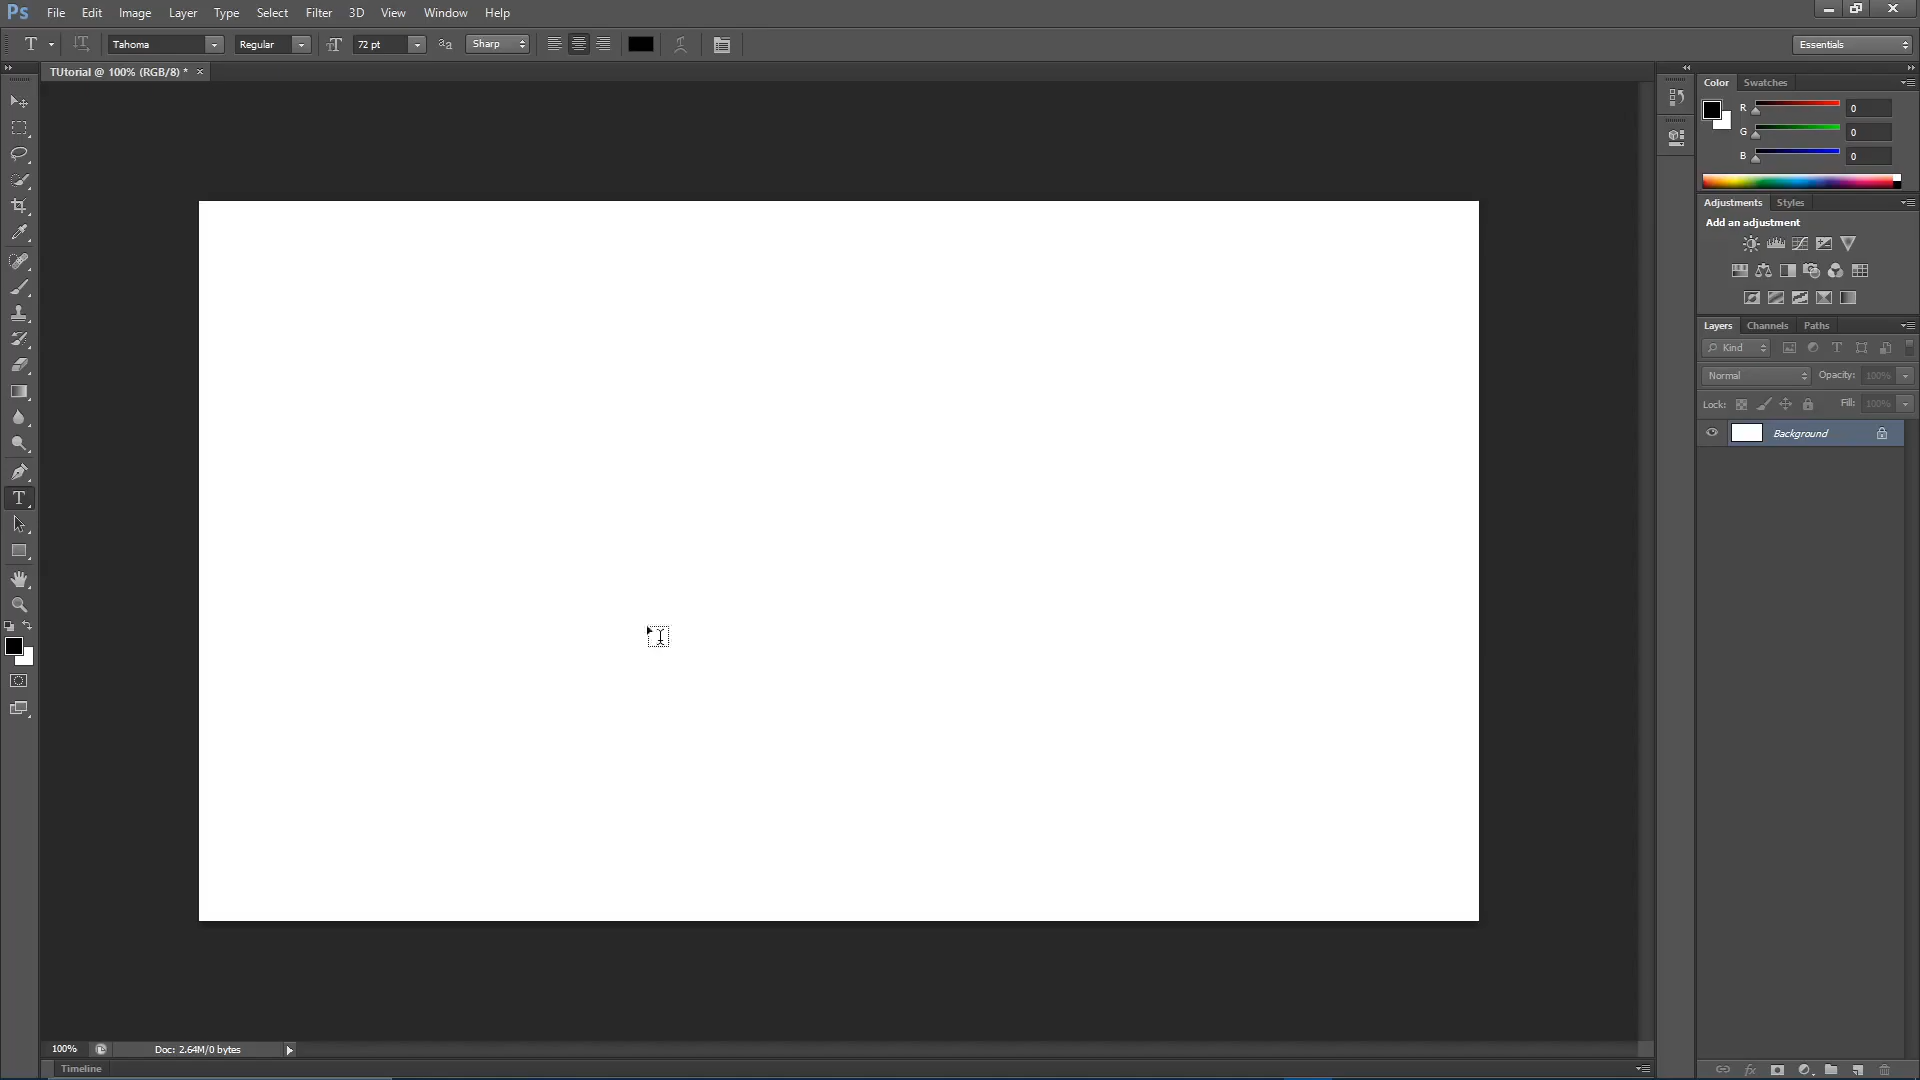 Ps File Edit Image Layer Type Select Filter 3D View Window Help
T Tahoma Regular 72 pt Sharp Essentials
TUtorial @ 100% (RGB/8) * ×
Color Swatches
R 0
G 0
B 0
Adjustments Styles
Add an adjustment
Layers Channels Paths
Kind
Normal Opacity: 100%
Lock: Fill: 100%
Background
100% Doc: 2.64M/0 bytes
Timeline